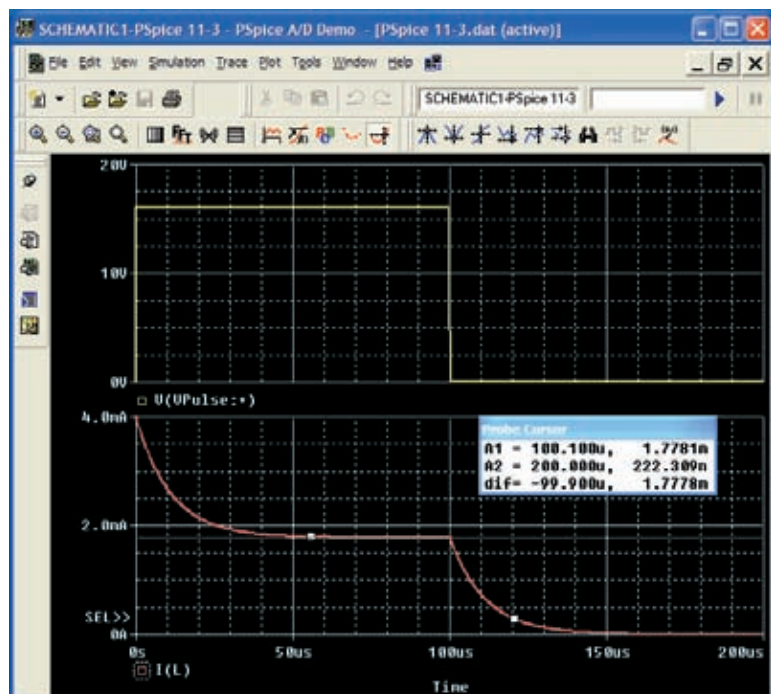 SCHEMATIC1-PSpice 11-3 - PSpice A/D Demo - [PSpice 11-3.dat (active)]
File Edit View Simulation Trace Plot Tools Window Help
SCHEMATIC1-PSpice 11-3
20V
10V
0V
V(VPulse:+)
4.0mA
Probe Cursor
A1 = 100.100u, 1.7781m
A2 = 200.000u, 222.309n
dif= -99.900u, 1.7778m
2.0mA
SEL>>
0A
0s 50us 100us 150us 200us
I(L)
Time